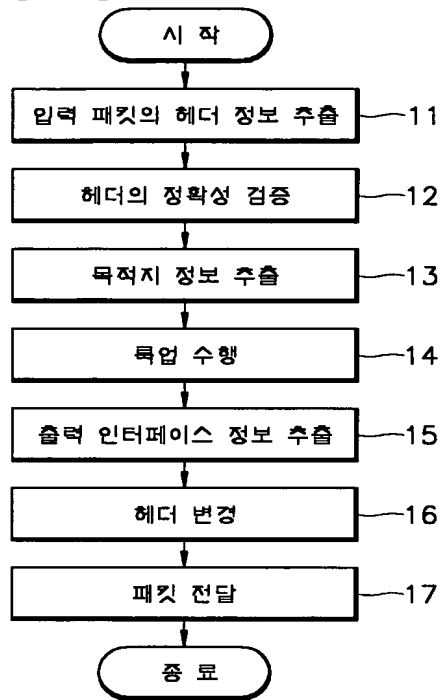 시 작
입력 패킷의 헤더 정보 추출 11
헤더의 정확성 검증 12
목적지 정보 추출 13
룩업 수행 14
출력 인터페이스 정보 추출 15
헤더 변경 16
패킷 전달 17
종 료